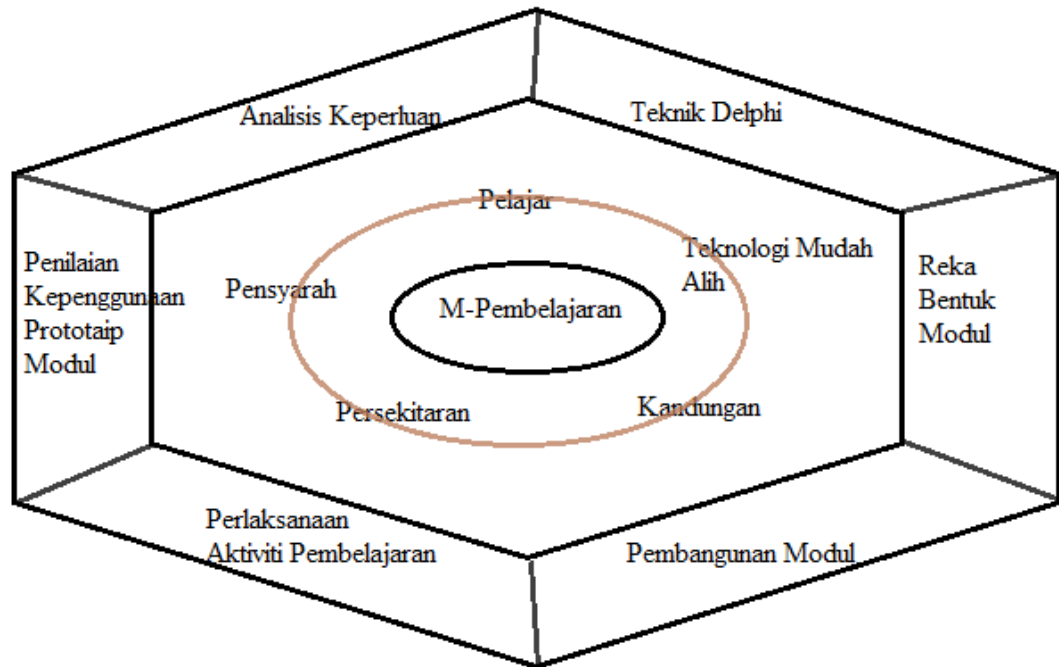 Analisis Keperluan
Teknik Delphi
Pelajar
Teknologi Mudah
Alih
Penilaian
Kepenggunaan
Prototaip
Modul
Pensyarah
M-Pembelajaran
Reka
Bentuk
Modul
Persekitaran
Kandungan
Perlaksanaan
Aktiviti Pembelajaran
Pembangunan Modul